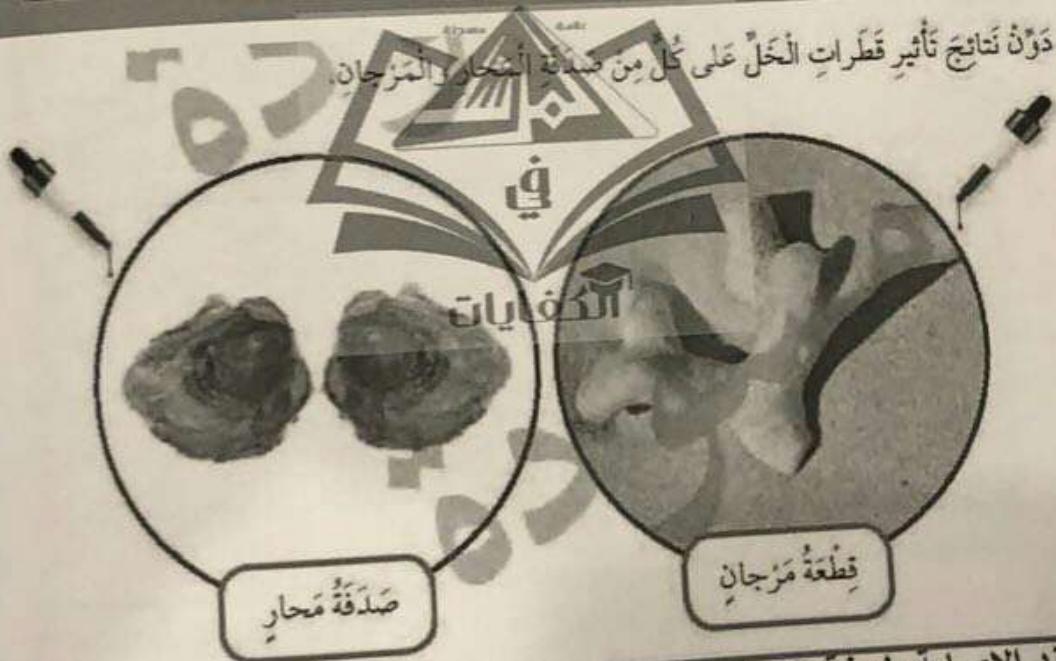 دَوِّنْ نَتائِجَ تَأْثيرِ قَطَراتِ الْخَلِّ عَلى كُلٍّ مِنْ صَدَفَةِ الْمَحارِ وَالْمَرْجانِ.
في
الكفايات
قِطْعَةُ مَرْجانٍ
صَدَفَةُ مَحارٍ